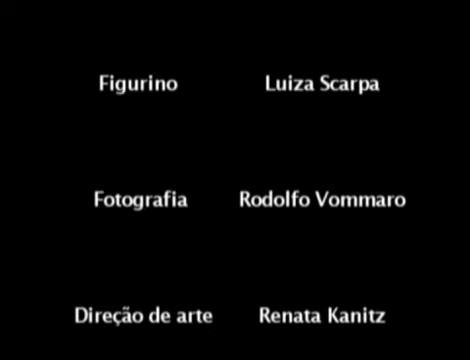 Figurino Luiza Scarpa
Fotografia Rodolfo Vommaro
Direção de arte Renata Kanitz